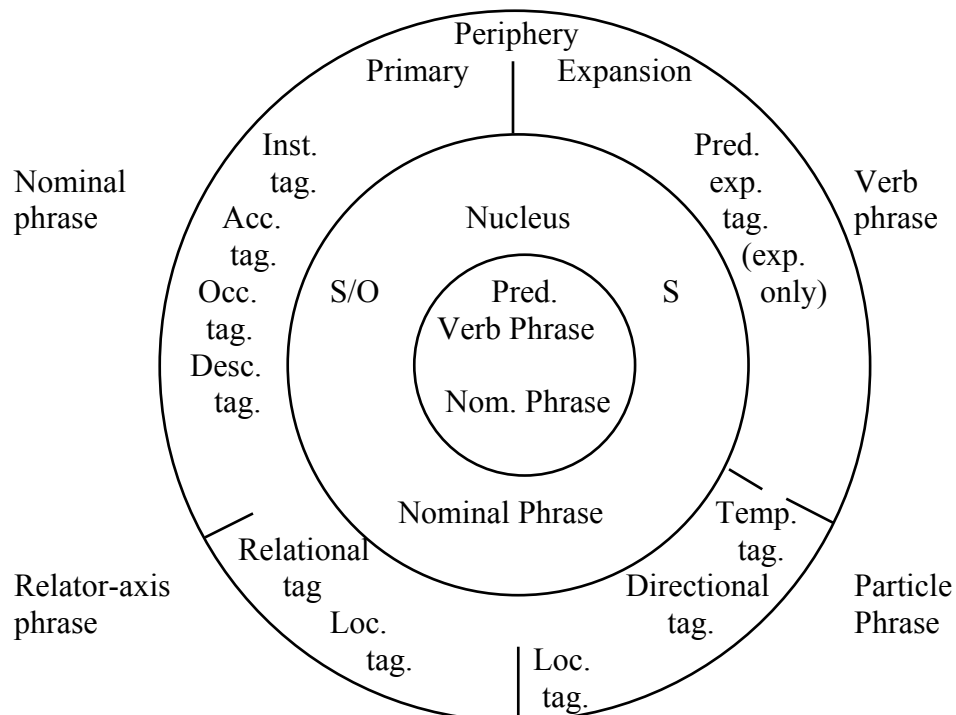 Periphery
Primary Expansion
Inst.
tag.
Pred.
exp.
tag.
(exp.
only)
Nominal
phrase
Verb
phrase
Acc.
tag.
Nucleus
Occ.
tag.
S/O
Pred.
S
Verb Phrase
Desc.
tag.
Nom. Phrase
Nominal Phrase
Temp.
tag.
Relational
tag
Directional
tag.
Relator-axis
phrase
Particle
Phrase
Loc.
tag.
Loc.
tag.